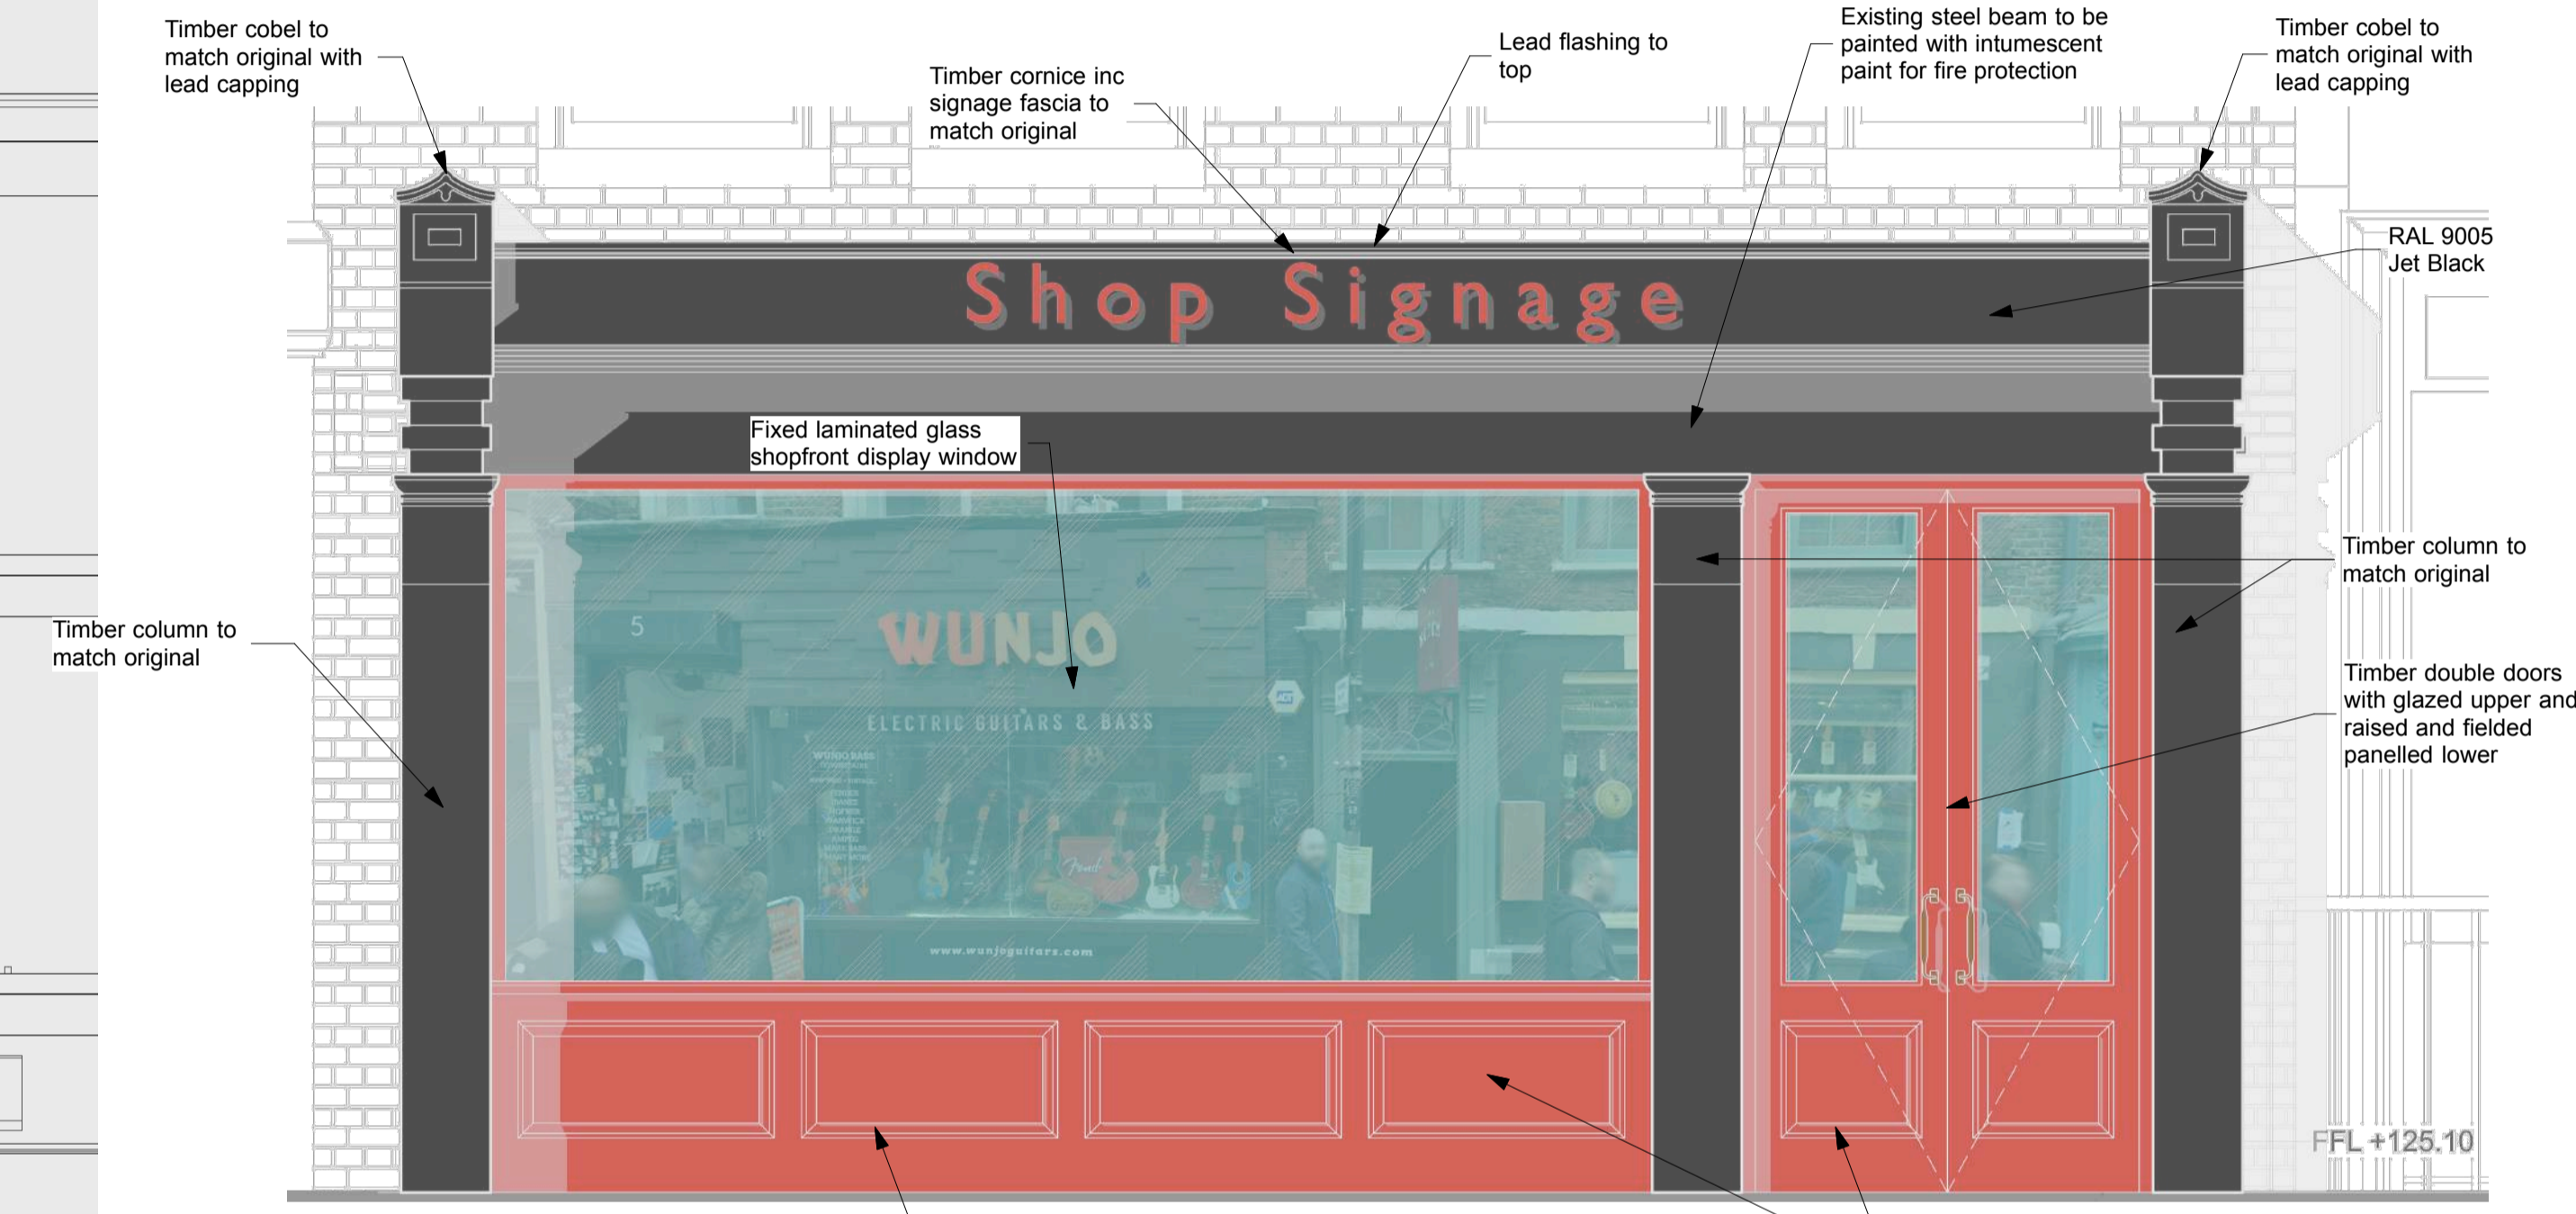 Timber cobel to
match original with
lead capping
Timber cornice inc
signage fascia to
match original
Lead flashing to
top
Existing steel beam to be
painted with intumescent
paint for fire protection
Timber cobel to
match original with
lead capping
RAL 9005
Jet Black
Shop Signage
Fixed laminated glass
shopfront display window
Timber column to
match original
Timber column to
match original
Timber double doors
with glazed upper and
raised and fielded
panelled lower
5
WUNJO
ELECTRIC GUITARS & BASS
WUNJO BASS
Fender
www.wunjoguitars.com
FFL +125.10